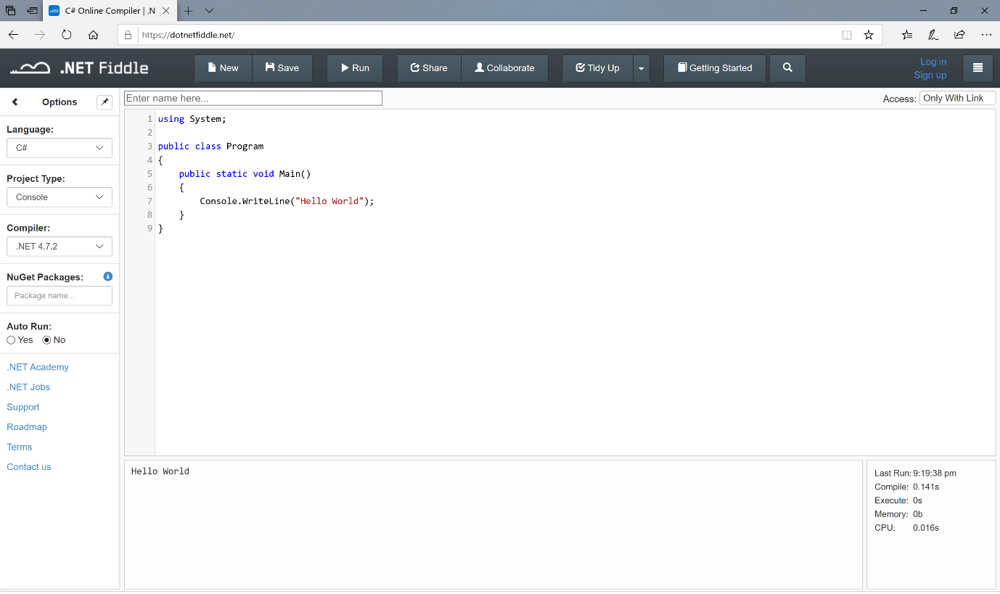 C# Online Compiler | .N
https://dotnetfiddle.net/
.NET Fiddle
New
Save
Run
Share
Collaborate
Tidy Up
Getting Started
Log in
Sign up
Options
Enter name here...
Access: Only With Link
Language:
C#
Project Type:
Console
Compiler:
.NET 4.7.2
NuGet Packages:
Package name...
Auto Run:
Yes No
.NET Academy
.NET Jobs
Support
Roadmap
Terms
Contact us
1 using System;
2
3 public class Program
4 {
5     public static void Main()
6     {
7         Console.WriteLine("Hello World");
8     }
9 }
Hello World
Last Run: 9:19:38 pm
Compile: 0.141s
Execute: 0s
Memory: 0b
CPU: 0.016s